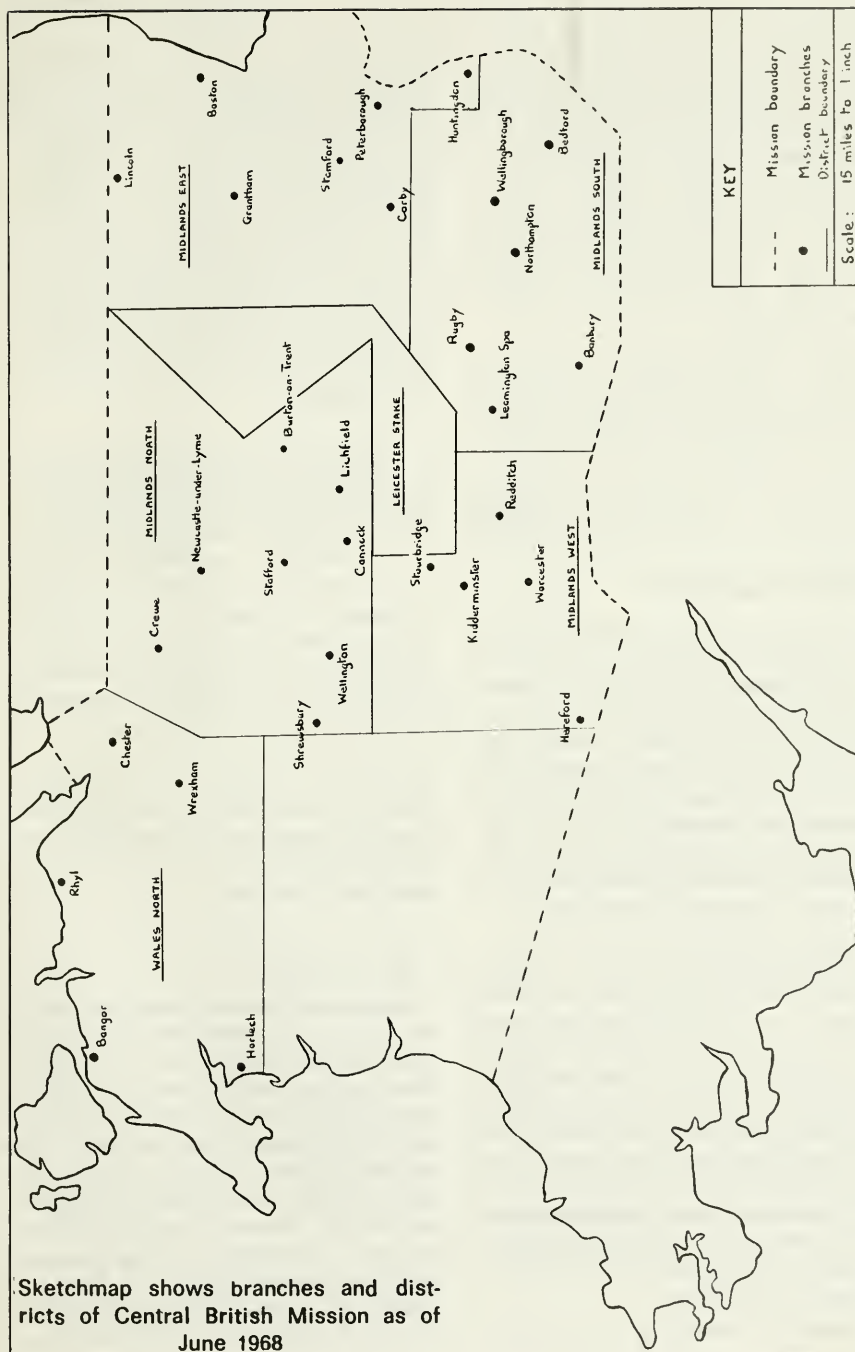 Lincoln
Boston
MIDLANDS EAST
Grantham
Stamford
Peterborough
Corby
Huntingdon
Wellingborough
Bedford
Northampton
MIDLANDS SOUTH
Rugby
Leamington Spa
Banbury
MIDLANDS NORTH
Newcastle-under-Lyme
Burton-on-Trent
Crewe
Stafford
Lichfield
Cannock
Wellington
Shrewsbury
LEICESTER STAKE
Stourbridge
Redditch
Kidderminster
Worcester
MIDLANDS WEST
Hereford
Chester
Wrexham
Rhyl
WALES NORTH
Bangor
Harlech
KEY
Mission boundary
Mission branches
District boundary
Scale: 15 miles to 1 inch
Sketchmap shows branches and dist-
ricts of Central British Mission as of
June 1968